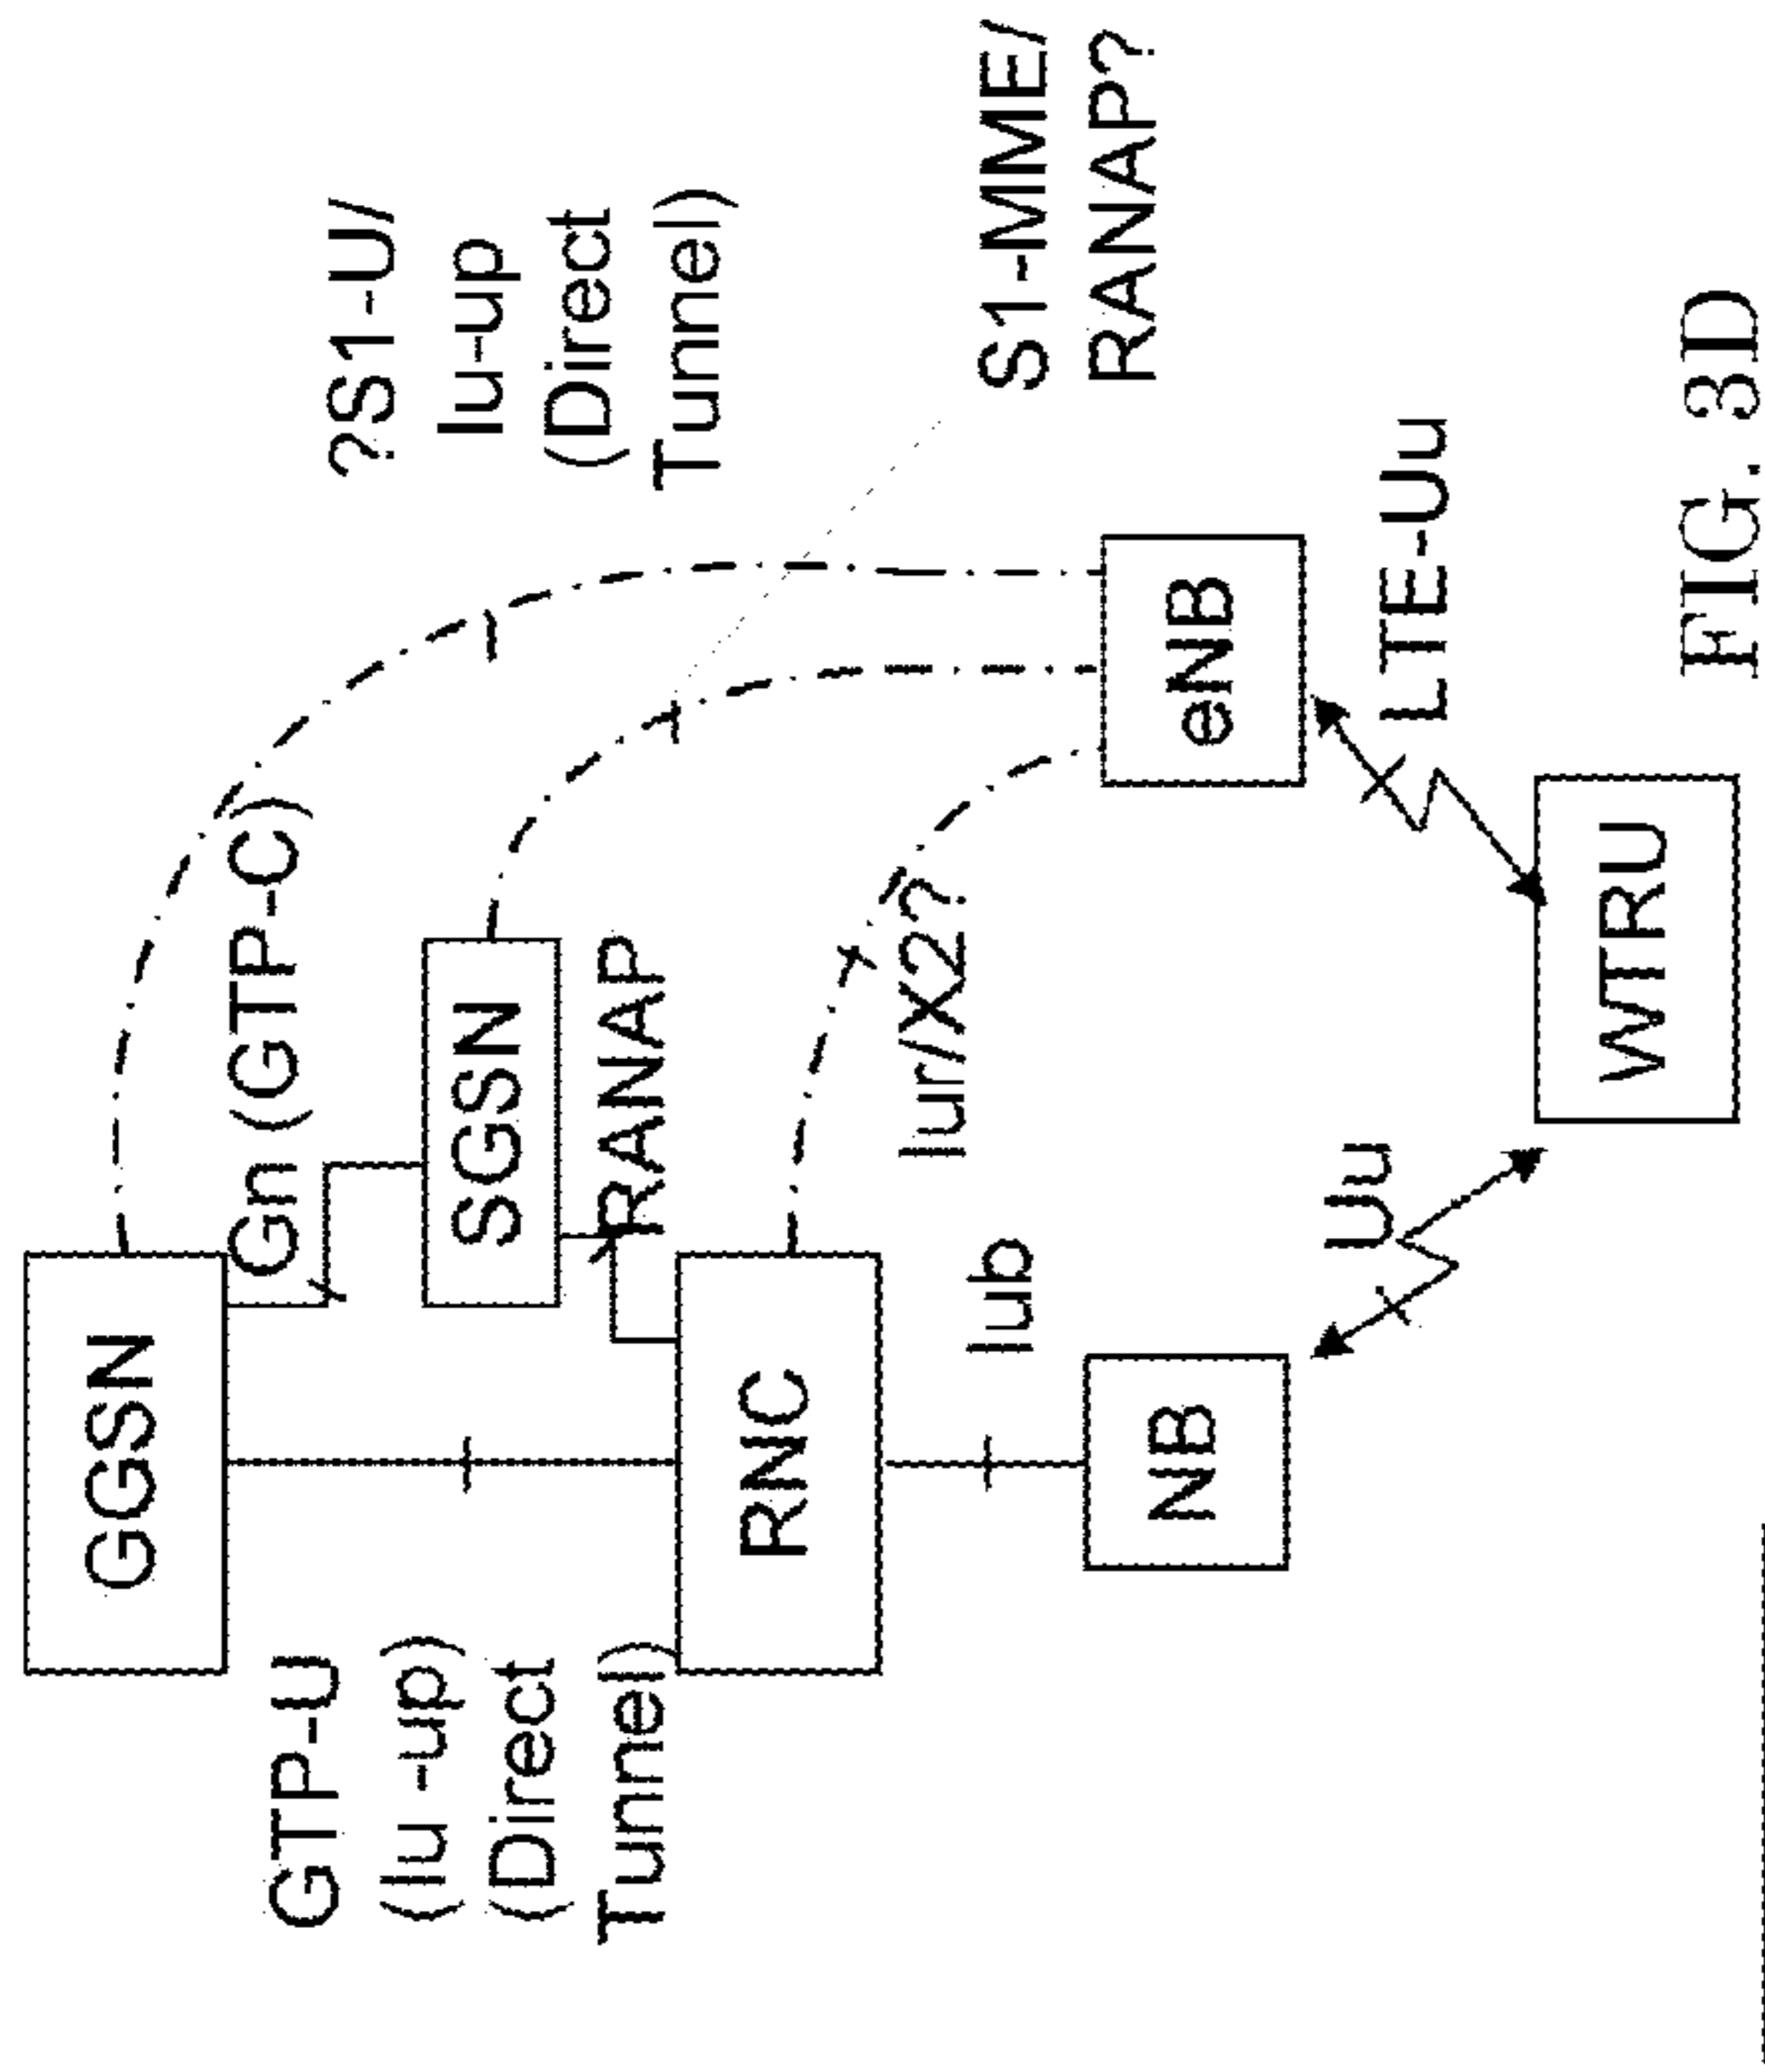 GGSN
GTP-U
(Iu -up)
(Direct
Tunnel)
Gn (GTP-C)
?S1-U/
Iu-up
(Direct
Tunnel)
SGSN
RANAP
RNC
Iur/X2?
S1-MME/
RANAP?
Iub
NB
eNB
Uu
LTE-Uu
WTRU
FIG. 3D